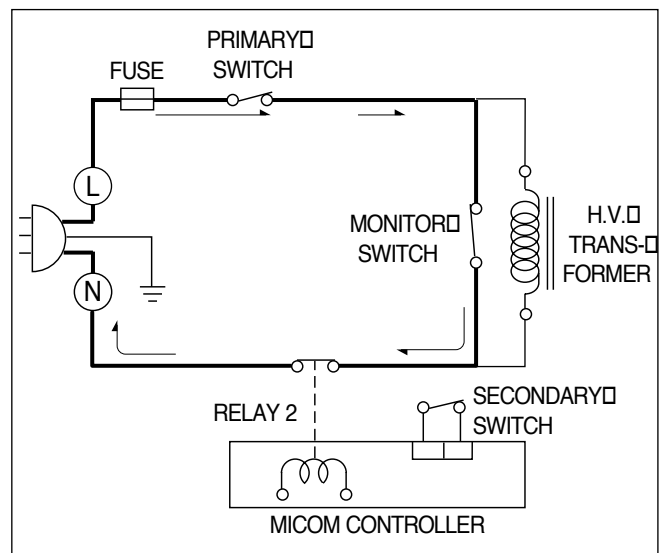 PRIMARY□
SWITCH
FUSE
L
MONITOR□
SWITCH
H.V.□
TRANS-□
FORMER
N
RELAY 2
SECONDARY□
SWITCH
MICOM CONTROLLER